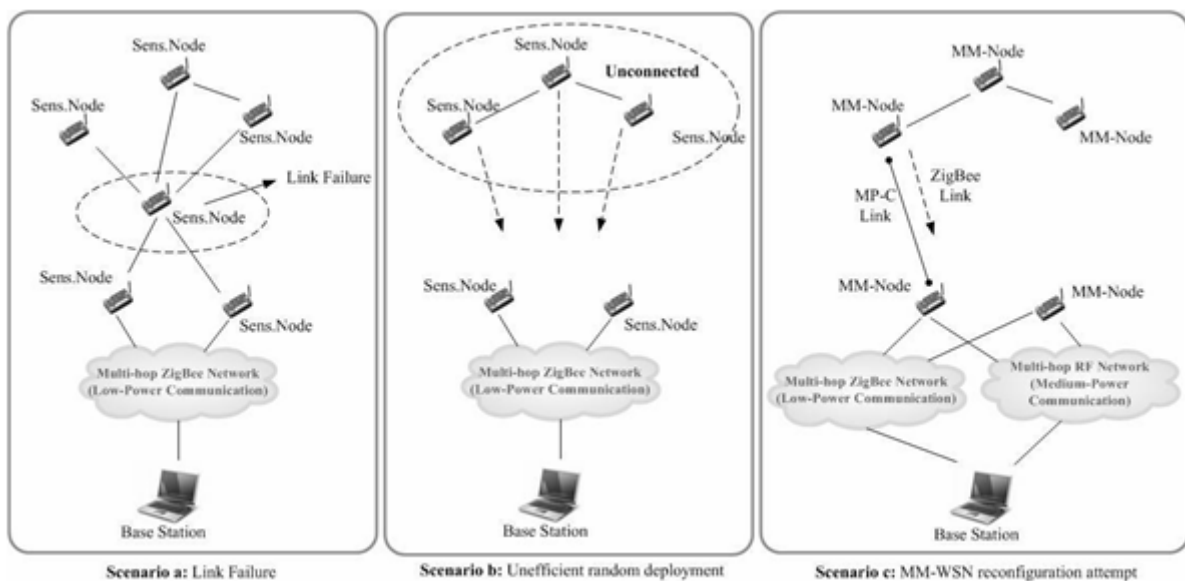 Sens.Node
Sens.Node
Sens.Node
Link Failure
Sens.Node
Sens.Node
Sens.Node
Multi-hop ZigBee Network
(Low-Power Communication)
Base Station
Scenario a: Link Failure
Sens.Node
Unconnected
Sens.Node
Sens.Node
Sens.Node
Sens.Node
Multi-hop ZigBee Network
(Low-Power Communication)
Base Station
Scenario b: Unefficient random deployment
MM-Node
MM-Node
MM-Node
ZigBee
Link
MP-C
Link
MM-Node
MM-Node
Multi-hop ZigBee Network
(Low-Power Communication)
Multi-hop RF Network
(Medium-Power
Communication)
Base Station
Scenario c: MM-WSN reconfiguration attempt